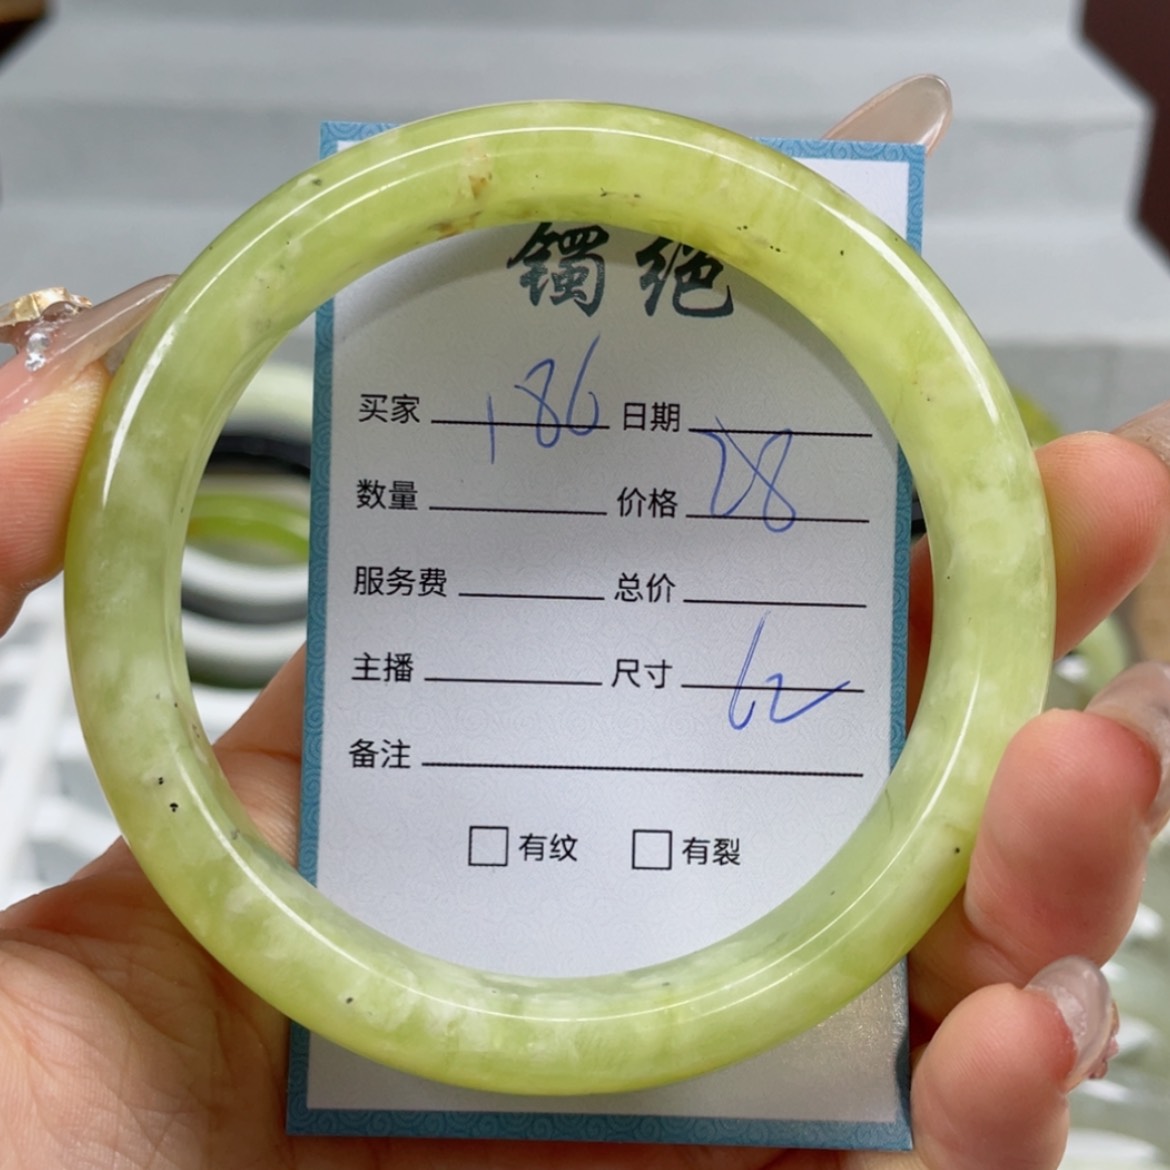 镯绝
买家 186 日期
数量 价格 28
服务费 总价
主播 尺寸 62
备注
有纹 有裂